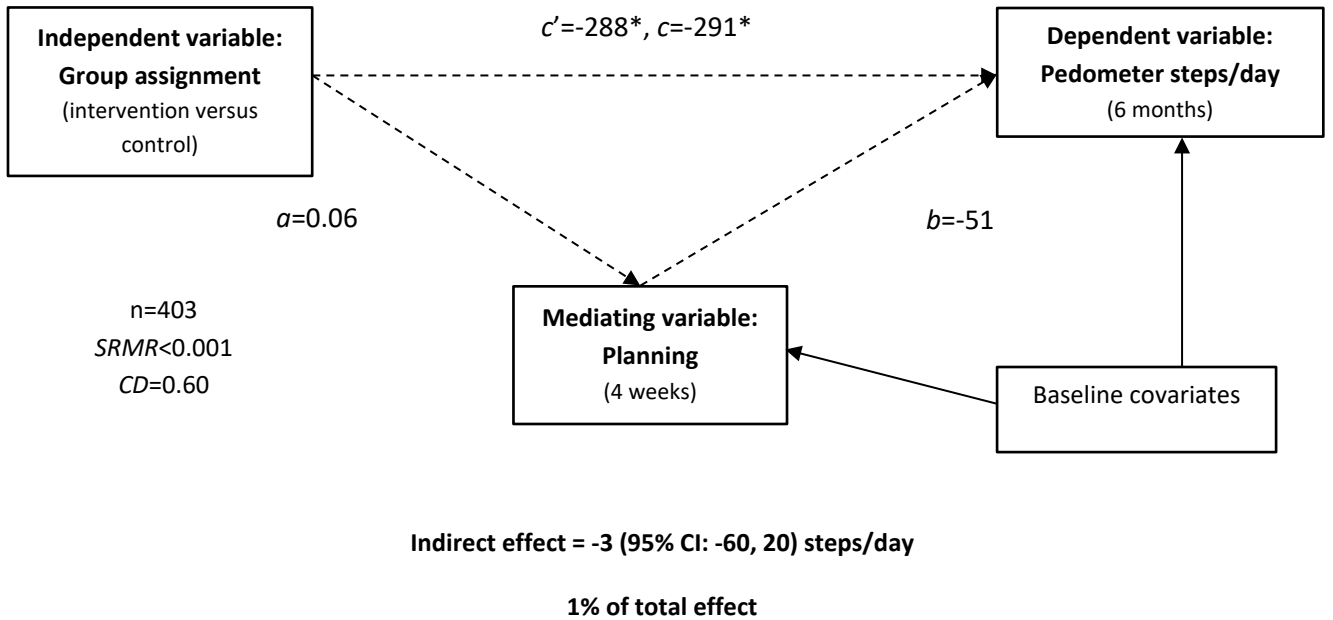 Independent variable:
Group assignment
(intervention versus
control)
c’=-288*, c=-291*
Dependent variable:
Pedometer steps/day
(6 months)
a=0.06
b=-51
n=403
SRMR<0.001
CD=0.60
Mediating variable:
Planning
(4 weeks)
Baseline covariates
Indirect effect = -3 (95% CI: -60, 20) steps/day
1% of total effect